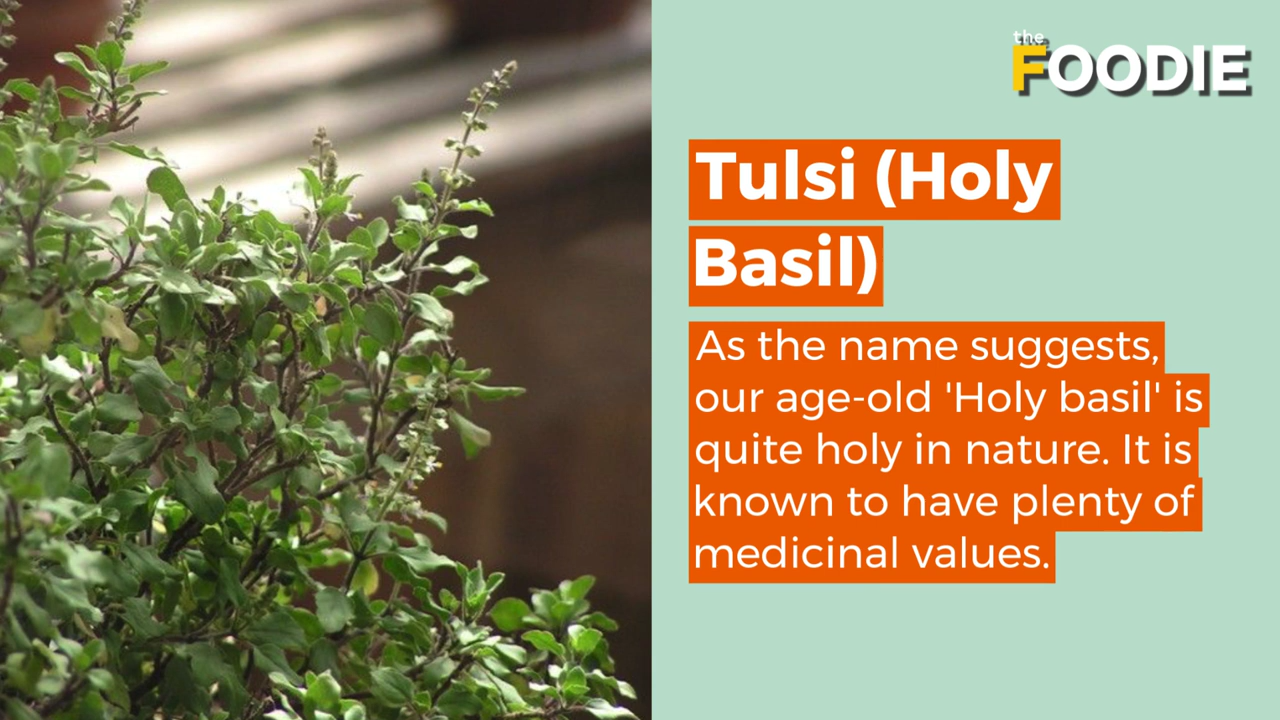 the
FOODIE
Tulsi (Holy
Basil)
As the name suggests,
our age-old 'Holy basil' is
quite holy in nature. It is
known to have plenty of
medicinal values.